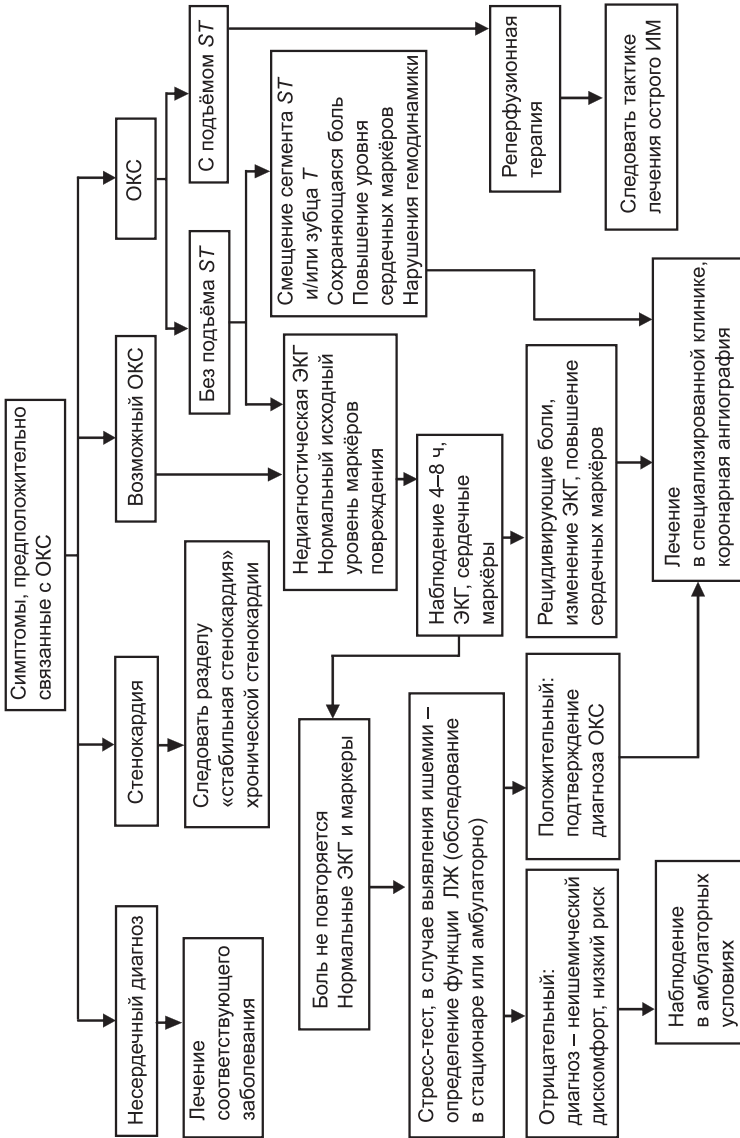 Симптомы, предположительно
связанные с ОКС
Несердечный диагноз
Стенокардия
Возможный ОКС
ОКС
Лечение
соответствующего
заболевания
Следовать разделу
«стабильная стенокардия»
хронической стенокардии
Без подъёма ST
С подъёмом ST
Недиагностическая ЭКГ
Нормальный исходный
уровень маркёров
повреждения
Смещение сегмента ST
и/или зубца T
Сохраняющаяся боль
Повышение уровня
сердечных маркёров
Нарушения гемодинамики
Боль не повторяется
Нормальные ЭКГ и маркеры
Наблюдение 4–8 ч,
ЭКГ, сердечные
маркёры
Реперфузионная
терапия
Стресс-тест, в случае выявления ишемии –
определение функции ЛЖ (обследование
в стационаре или амбулаторно)
Рецидивирующие боли,
изменение ЭКГ, повышение
сердечных маркёров
Следовать тактике
лечения острого ИМ
Отрицательный:
диагноз – неишемический
дискомфорт, низкий риск
Положительный:
подтверждение
диагноза ОКС
Наблюдение
в амбулаторных
условиях
Лечение
в специализированной клинике,
коронарная ангиография